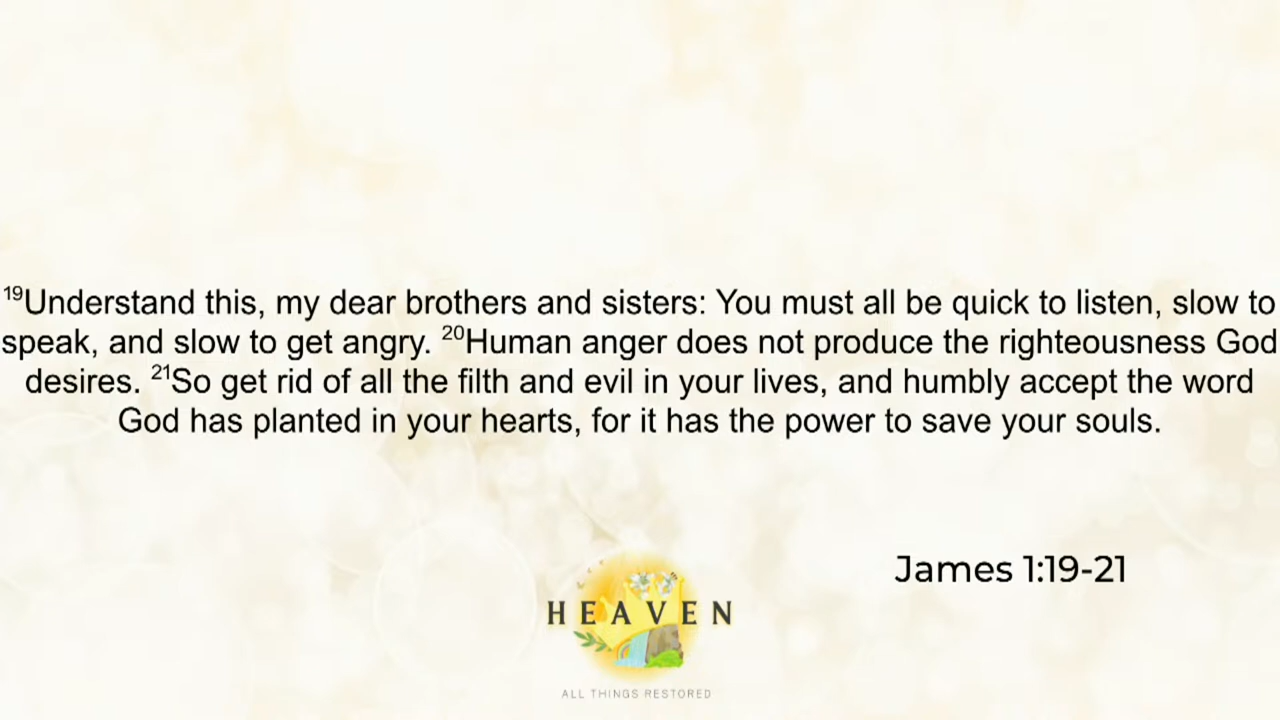 ¹⁹Understand this, my dear brothers and sisters: You must all be quick to listen, slow to
speak, and slow to get angry. ²⁰Human anger does not produce the righteousness God
desires. ²¹So get rid of all the filth and evil in your lives, and humbly accept the word
God has planted in your hearts, for it has the power to save your souls.
James 1:19-21
HEAVEN
ALL THINGS RESTORED